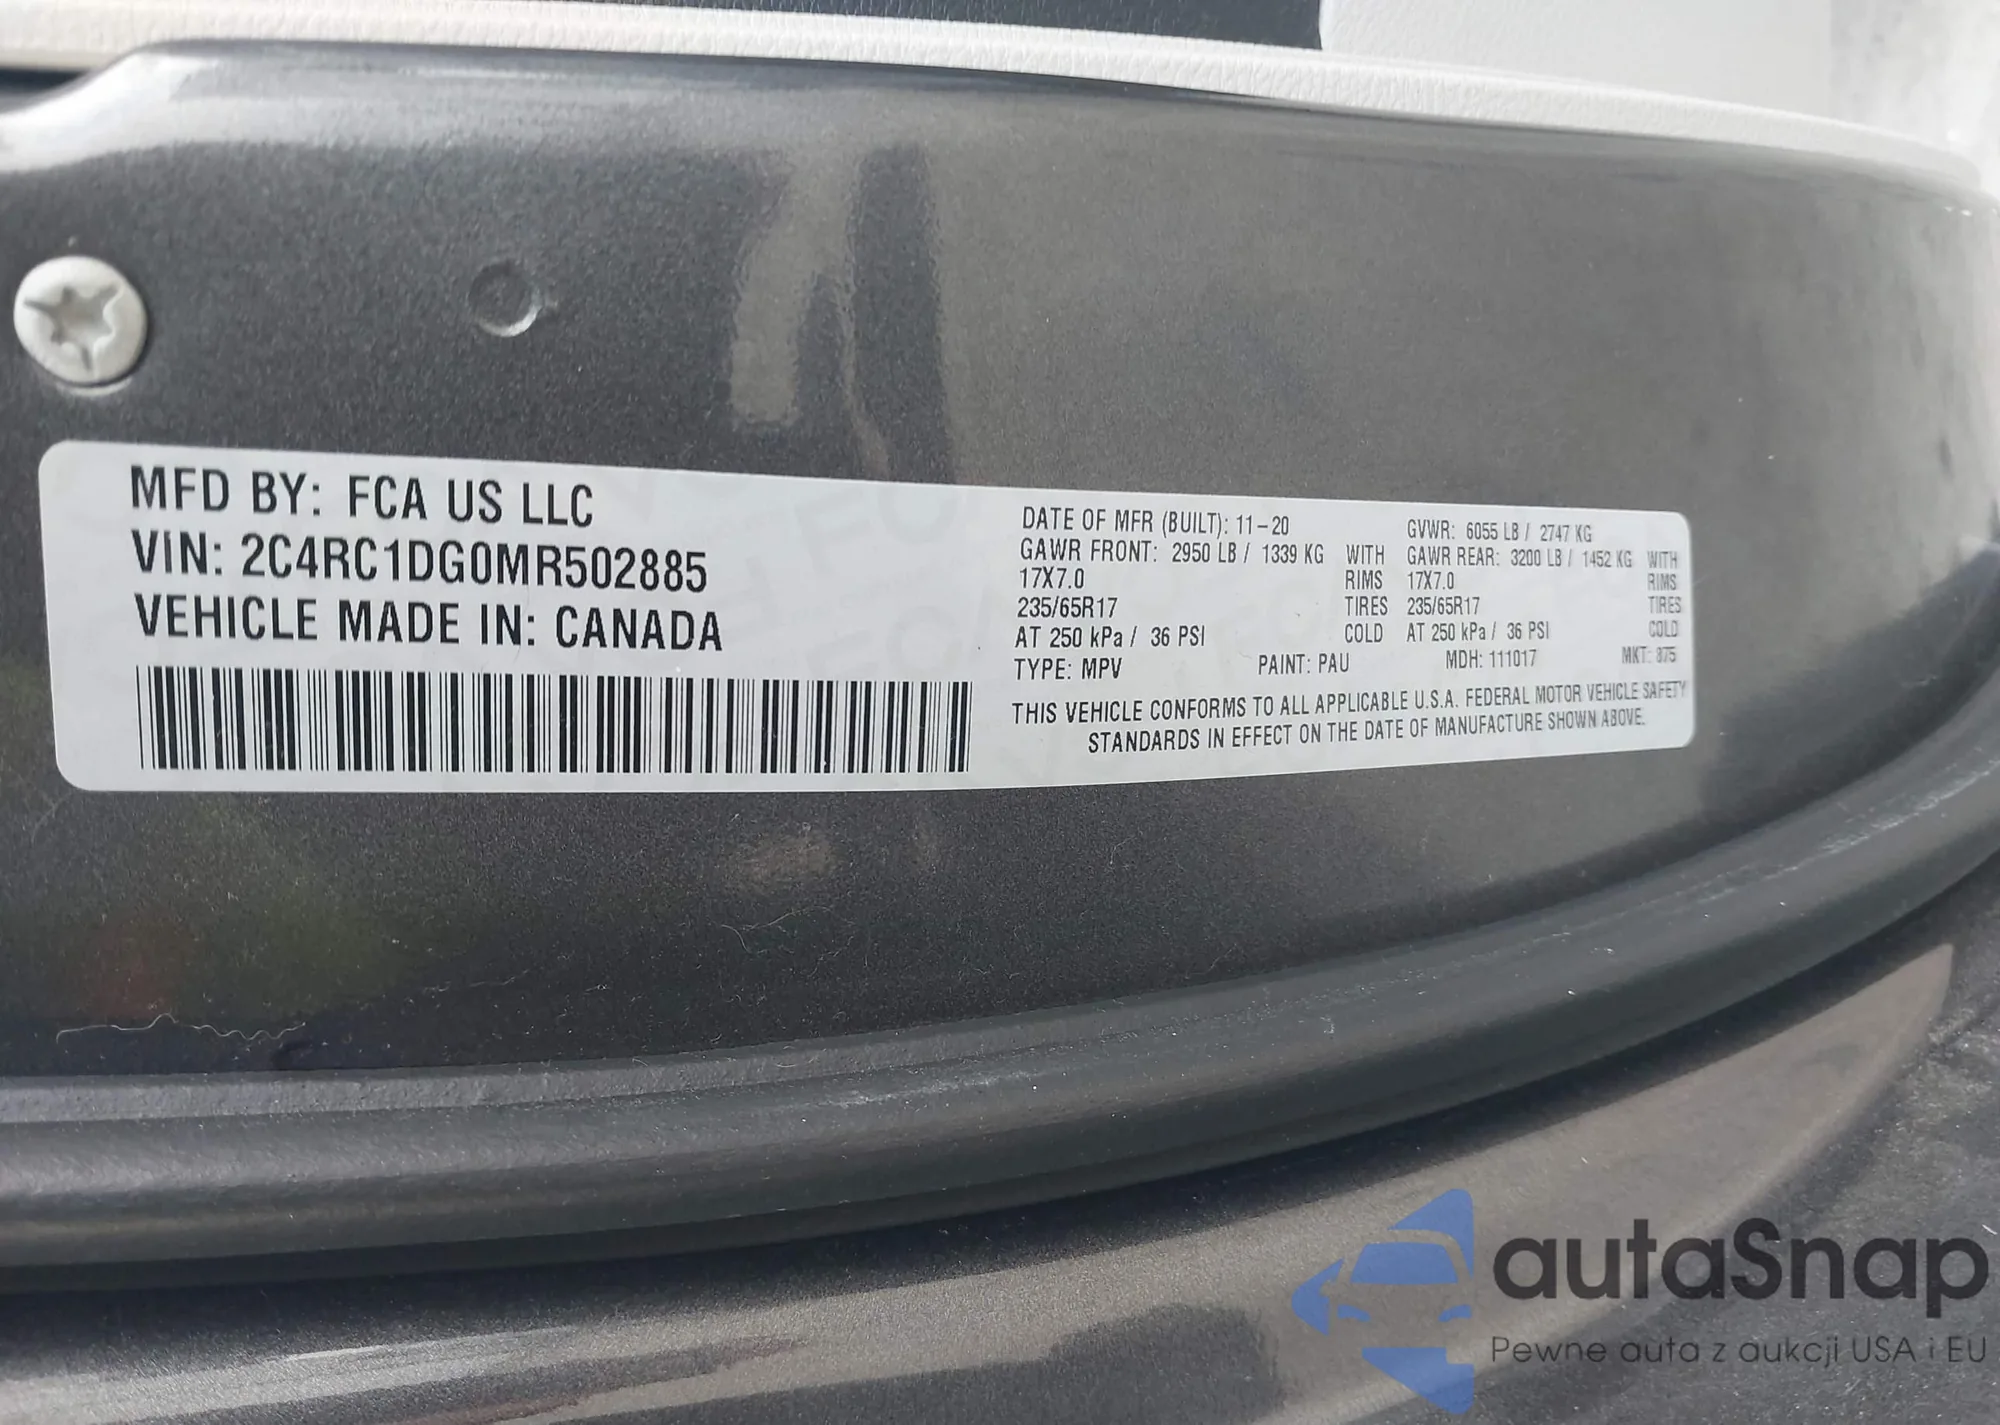 MFD BY: FCA US LLC
VIN: 2C4RC1DG0MR502885
VEHICLE MADE IN: CANADA
DATE OF MFR (BUILT): 11-20 GVWR: 6055 LB / 2747 KG
GAWR FRONT: 2950 LB / 1339 KG WITH GAWR REAR: 3200 LB / 1452 KG WITH
17X7.0 RIMS 17X7.0 RIMS
235/65R17 TIRES 235/65R17 TIRES
AT 250 kPa / 36 PSI COLD AT 250 kPa / 36 PSI COLD
TYPE: MPV PAINT: PAU MDH: 111017 MKT: 875
THIS VEHICLE CONFORMS TO ALL APPLICABLE U.S.A. FEDERAL MOTOR VEHICLE SAFETY
STANDARDS IN EFFECT ON THE DATE OF MANUFACTURE SHOWN ABOVE.
autaSnap
Pewne auta z aukcji USA i EU